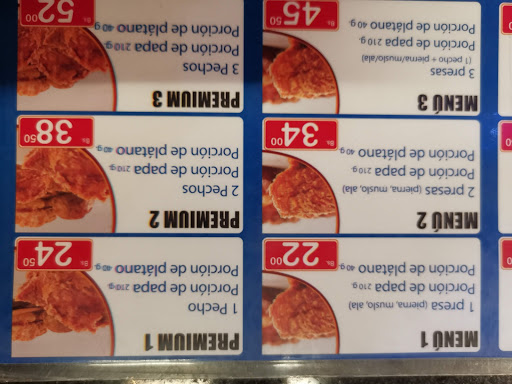 MENÚ 1
1 presa (pierna, muslo, ala)
Porción de papa 210 g.
Porción de plátano 40 g.
Bs. 22 00
PREMIUM 1
1 Pecho
Porción de papa 210 g.
Porción de plátano 40 g.
Bs. 24 50
MENÚ 2
2 presas (pierna, muslo, ala)
Porción de papa 210 g.
Porción de plátano 40 g.
Bs. 34 00
PREMIUM 2
2 Pechos
Porción de papa 210 g.
Porción de plátano 40 g.
Bs. 38 50
MENÚ 3
3 presas
(1 pecho + pierna/muslo/ala)
Porción de papa 210 g.
Porción de plátano 40 g.
Bs. 45 50
PREMIUM 3
3 Pechos
Porción de papa 210 g.
Porción de plátano 40 g.
Bs. 52